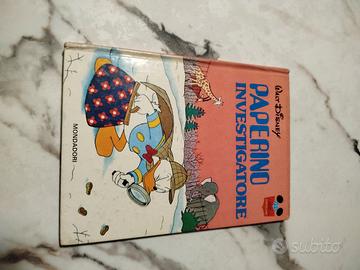 Walt Disney
PAPERINO
INVESTIGATORE
MONDADORI
subito